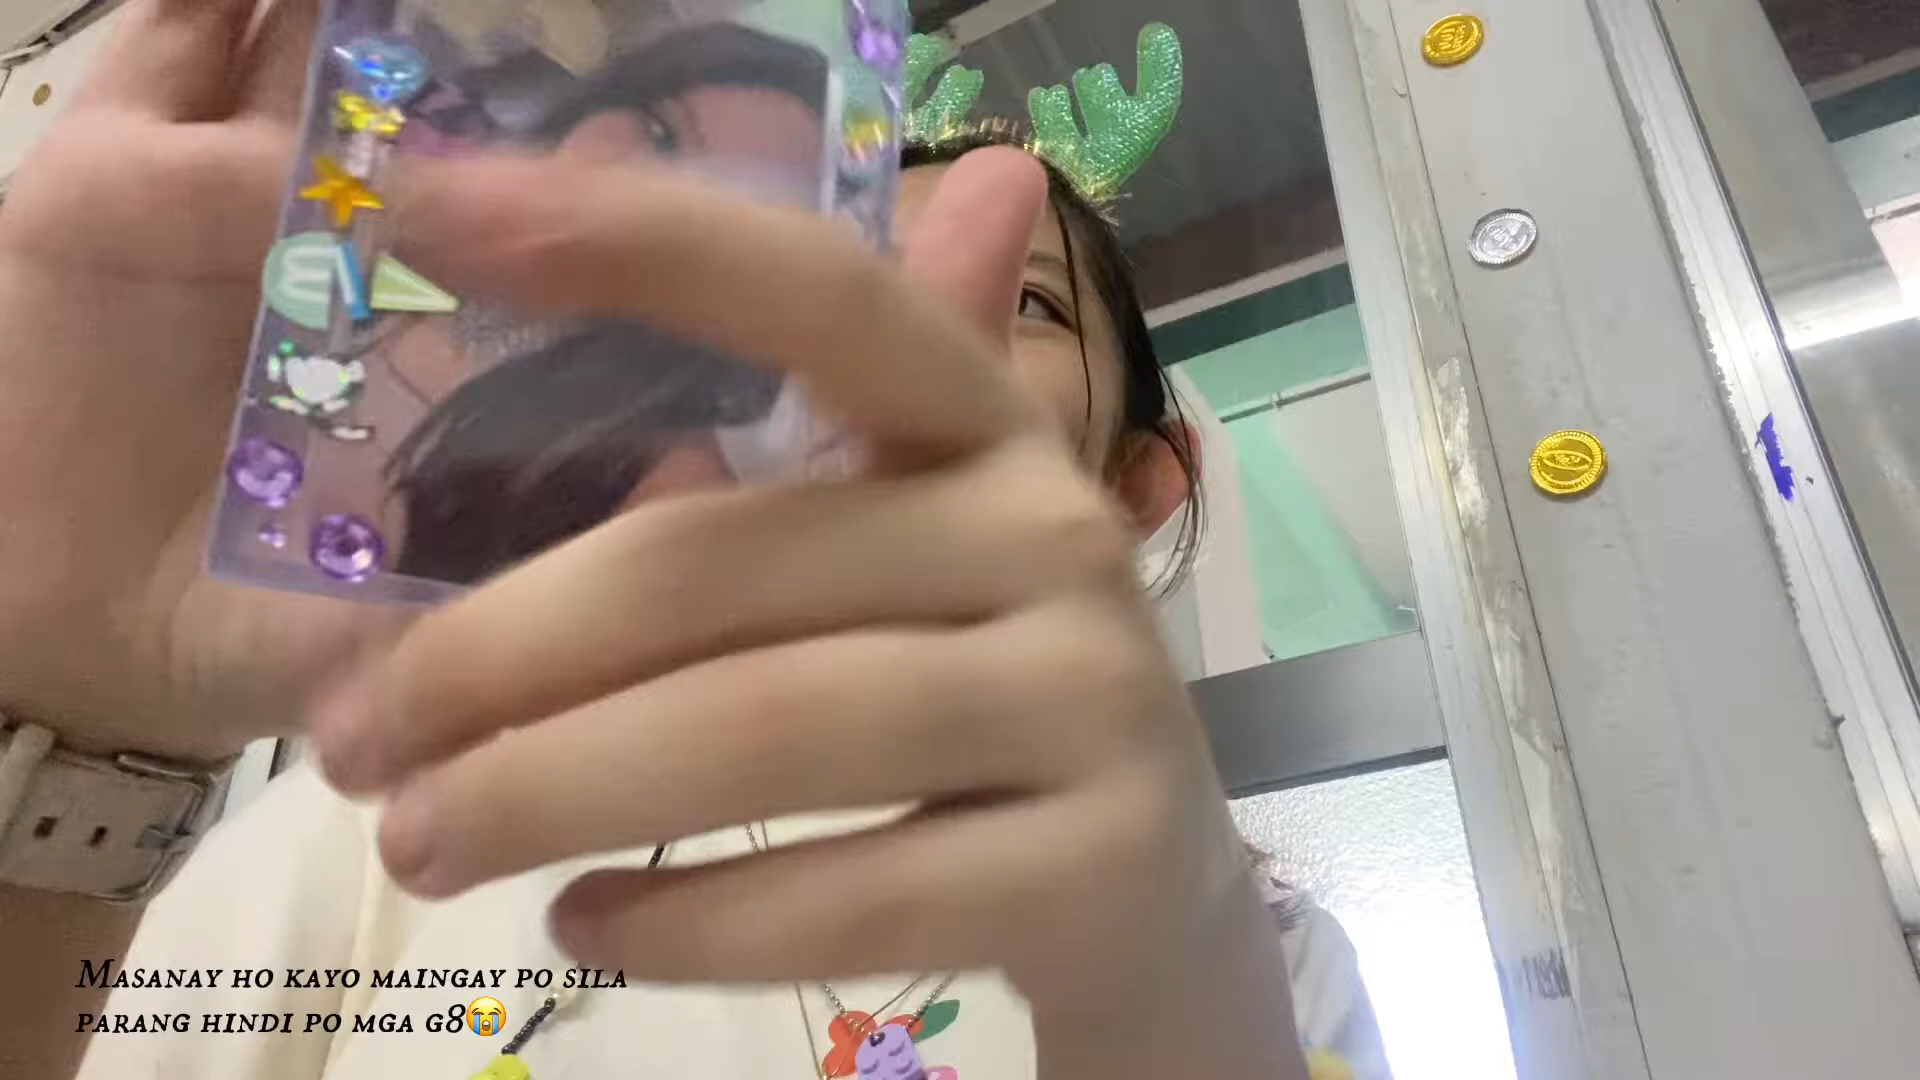 Masanay ho kayo maingay po sila
parang hindi po mga g8😭